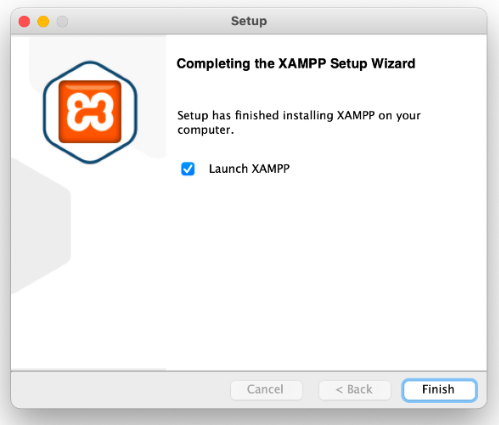 Setup
Completing the XAMPP Setup Wizard
Setup has finished installing XAMPP on your
computer.
Launch XAMPP
Cancel
< Back
Finish